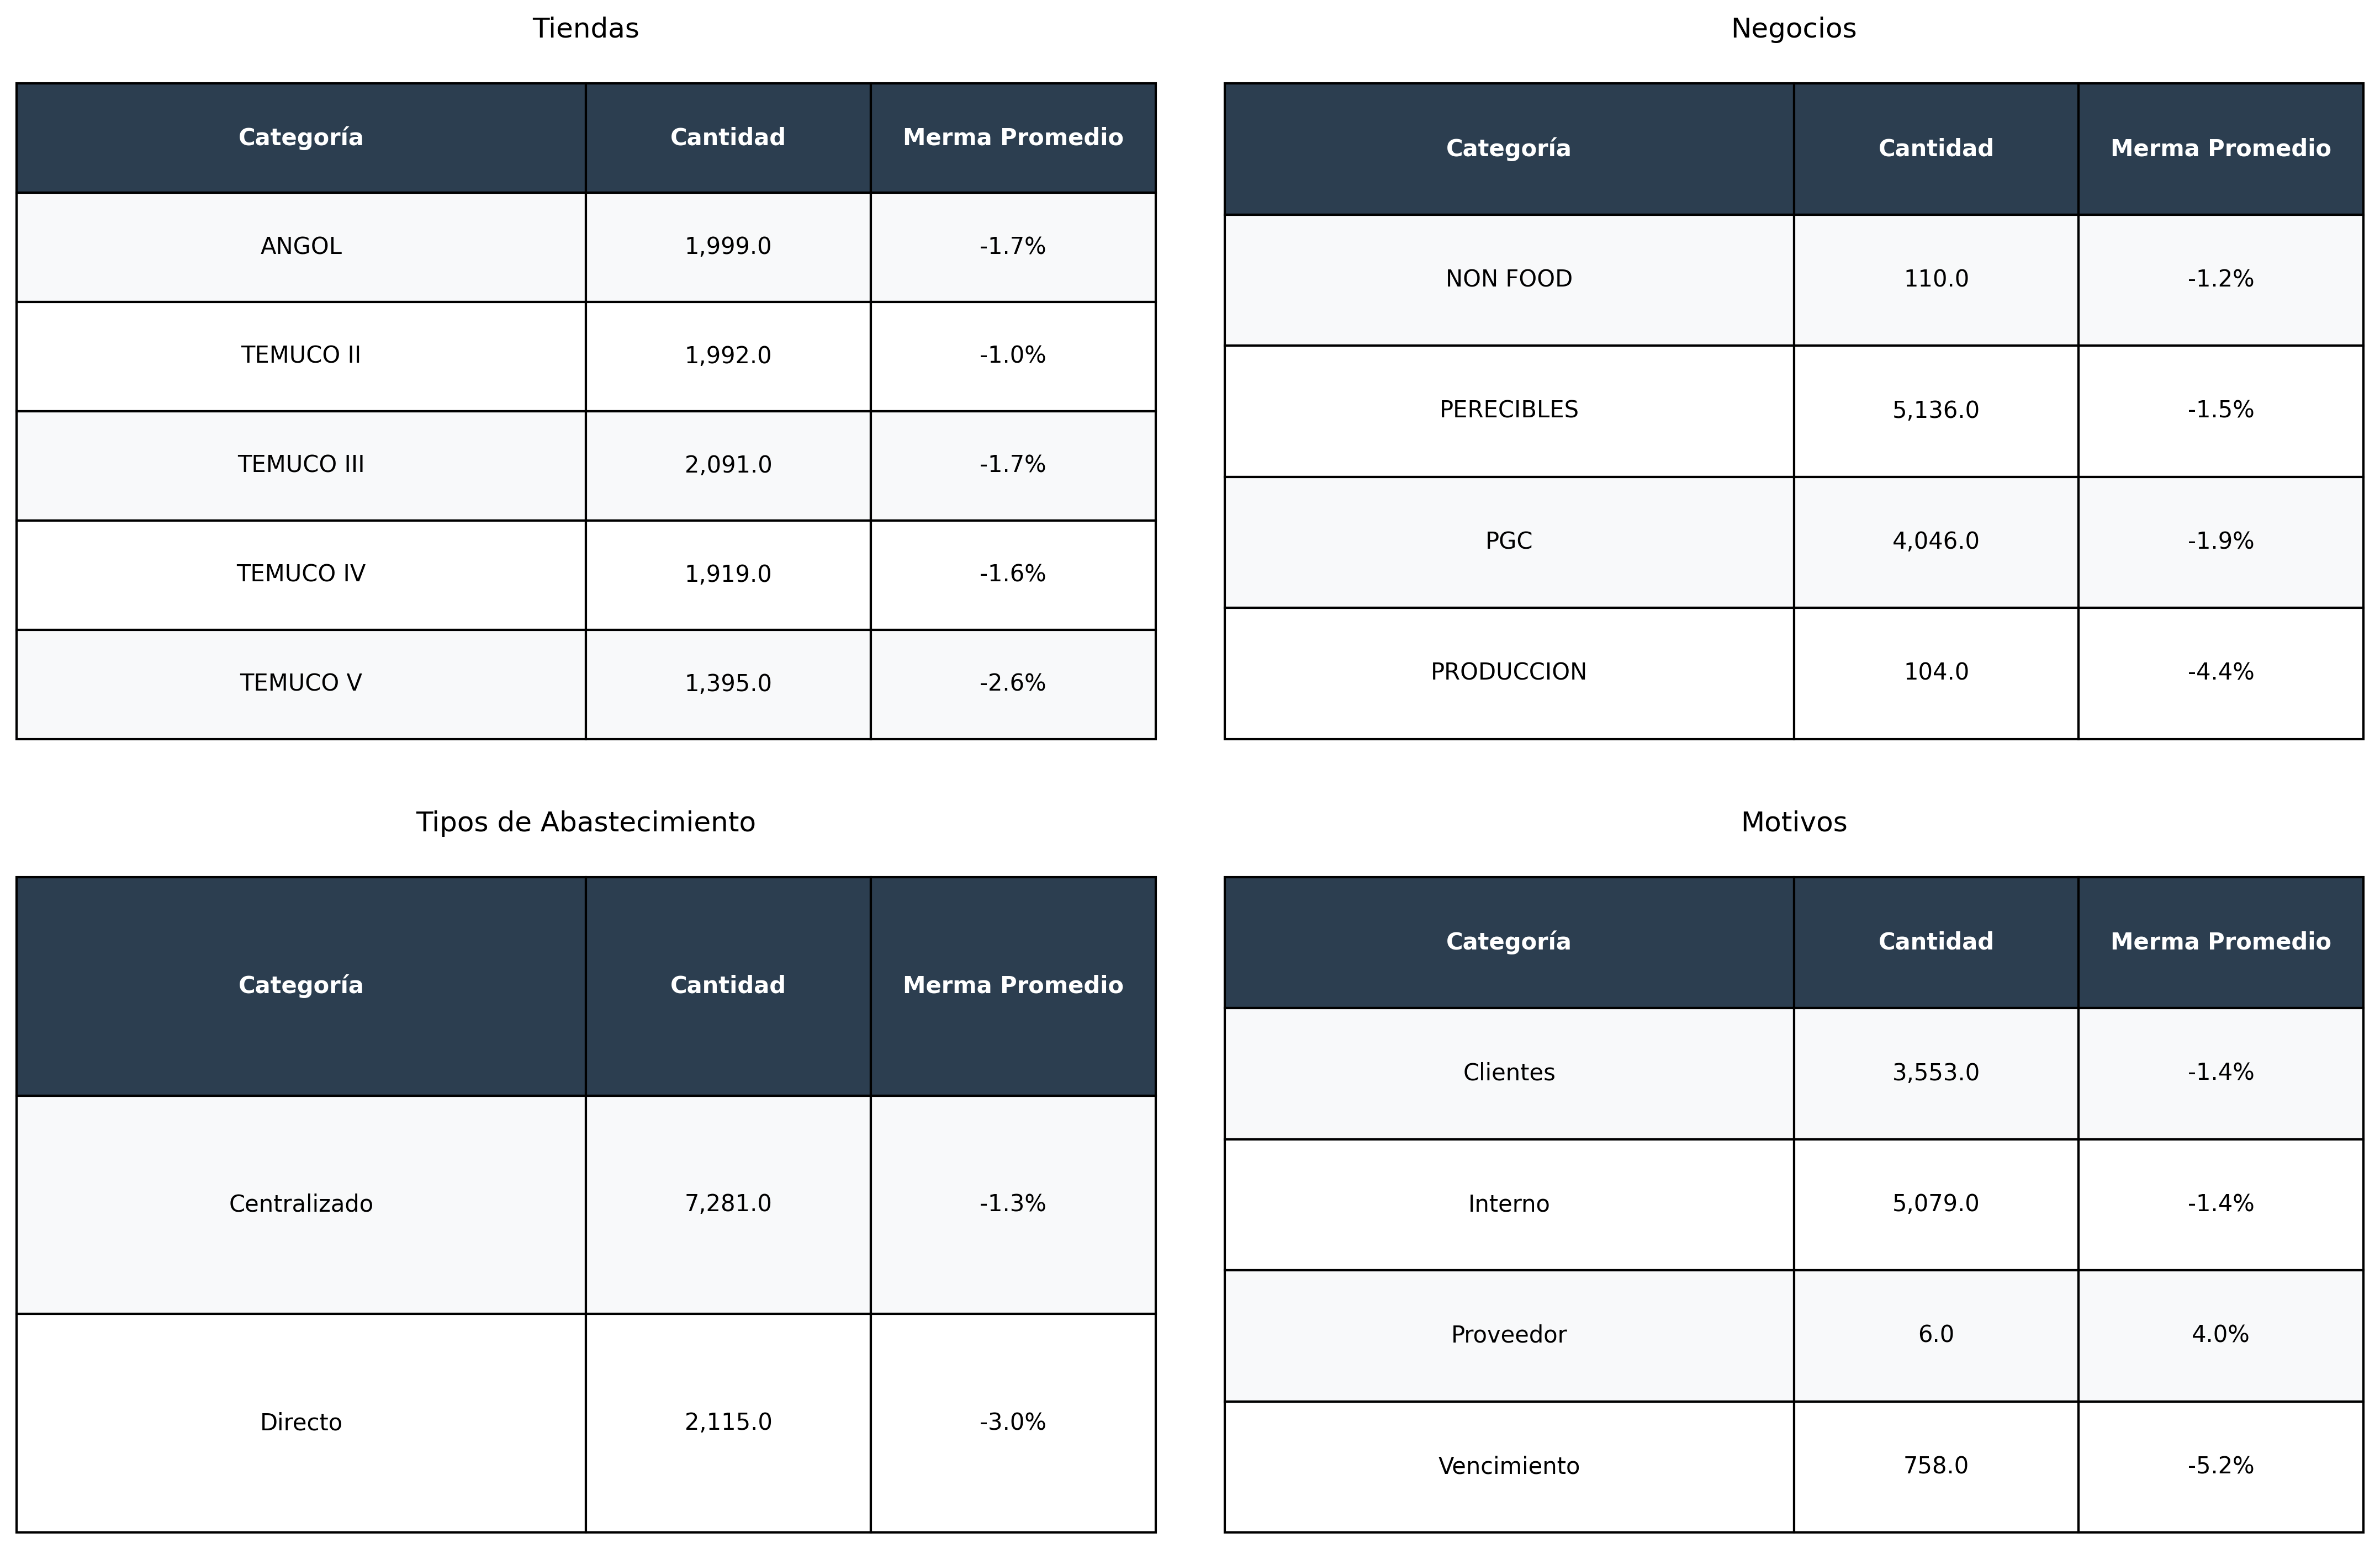 Tiendas
Categoría Cantidad Merma Promedio
ANGOL 1,999.0 -1.7%
TEMUCO II 1,992.0 -1.0%
TEMUCO III 2,091.0 -1.7%
TEMUCO IV 1,919.0 -1.6%
TEMUCO V 1,395.0 -2.6%
Negocios
Categoría Cantidad Merma Promedio
NON FOOD 110.0 -1.2%
PERECIBLES 5,136.0 -1.5%
PGC 4,046.0 -1.9%
PRODUCCION 104.0 -4.4%
Tipos de Abastecimiento
Categoría Cantidad Merma Promedio
Centralizado 7,281.0 -1.3%
Directo 2,115.0 -3.0%
Motivos
Categoría Cantidad Merma Promedio
Clientes 3,553.0 -1.4%
Interno 5,079.0 -1.4%
Proveedor 6.0 4.0%
Vencimiento 758.0 -5.2%